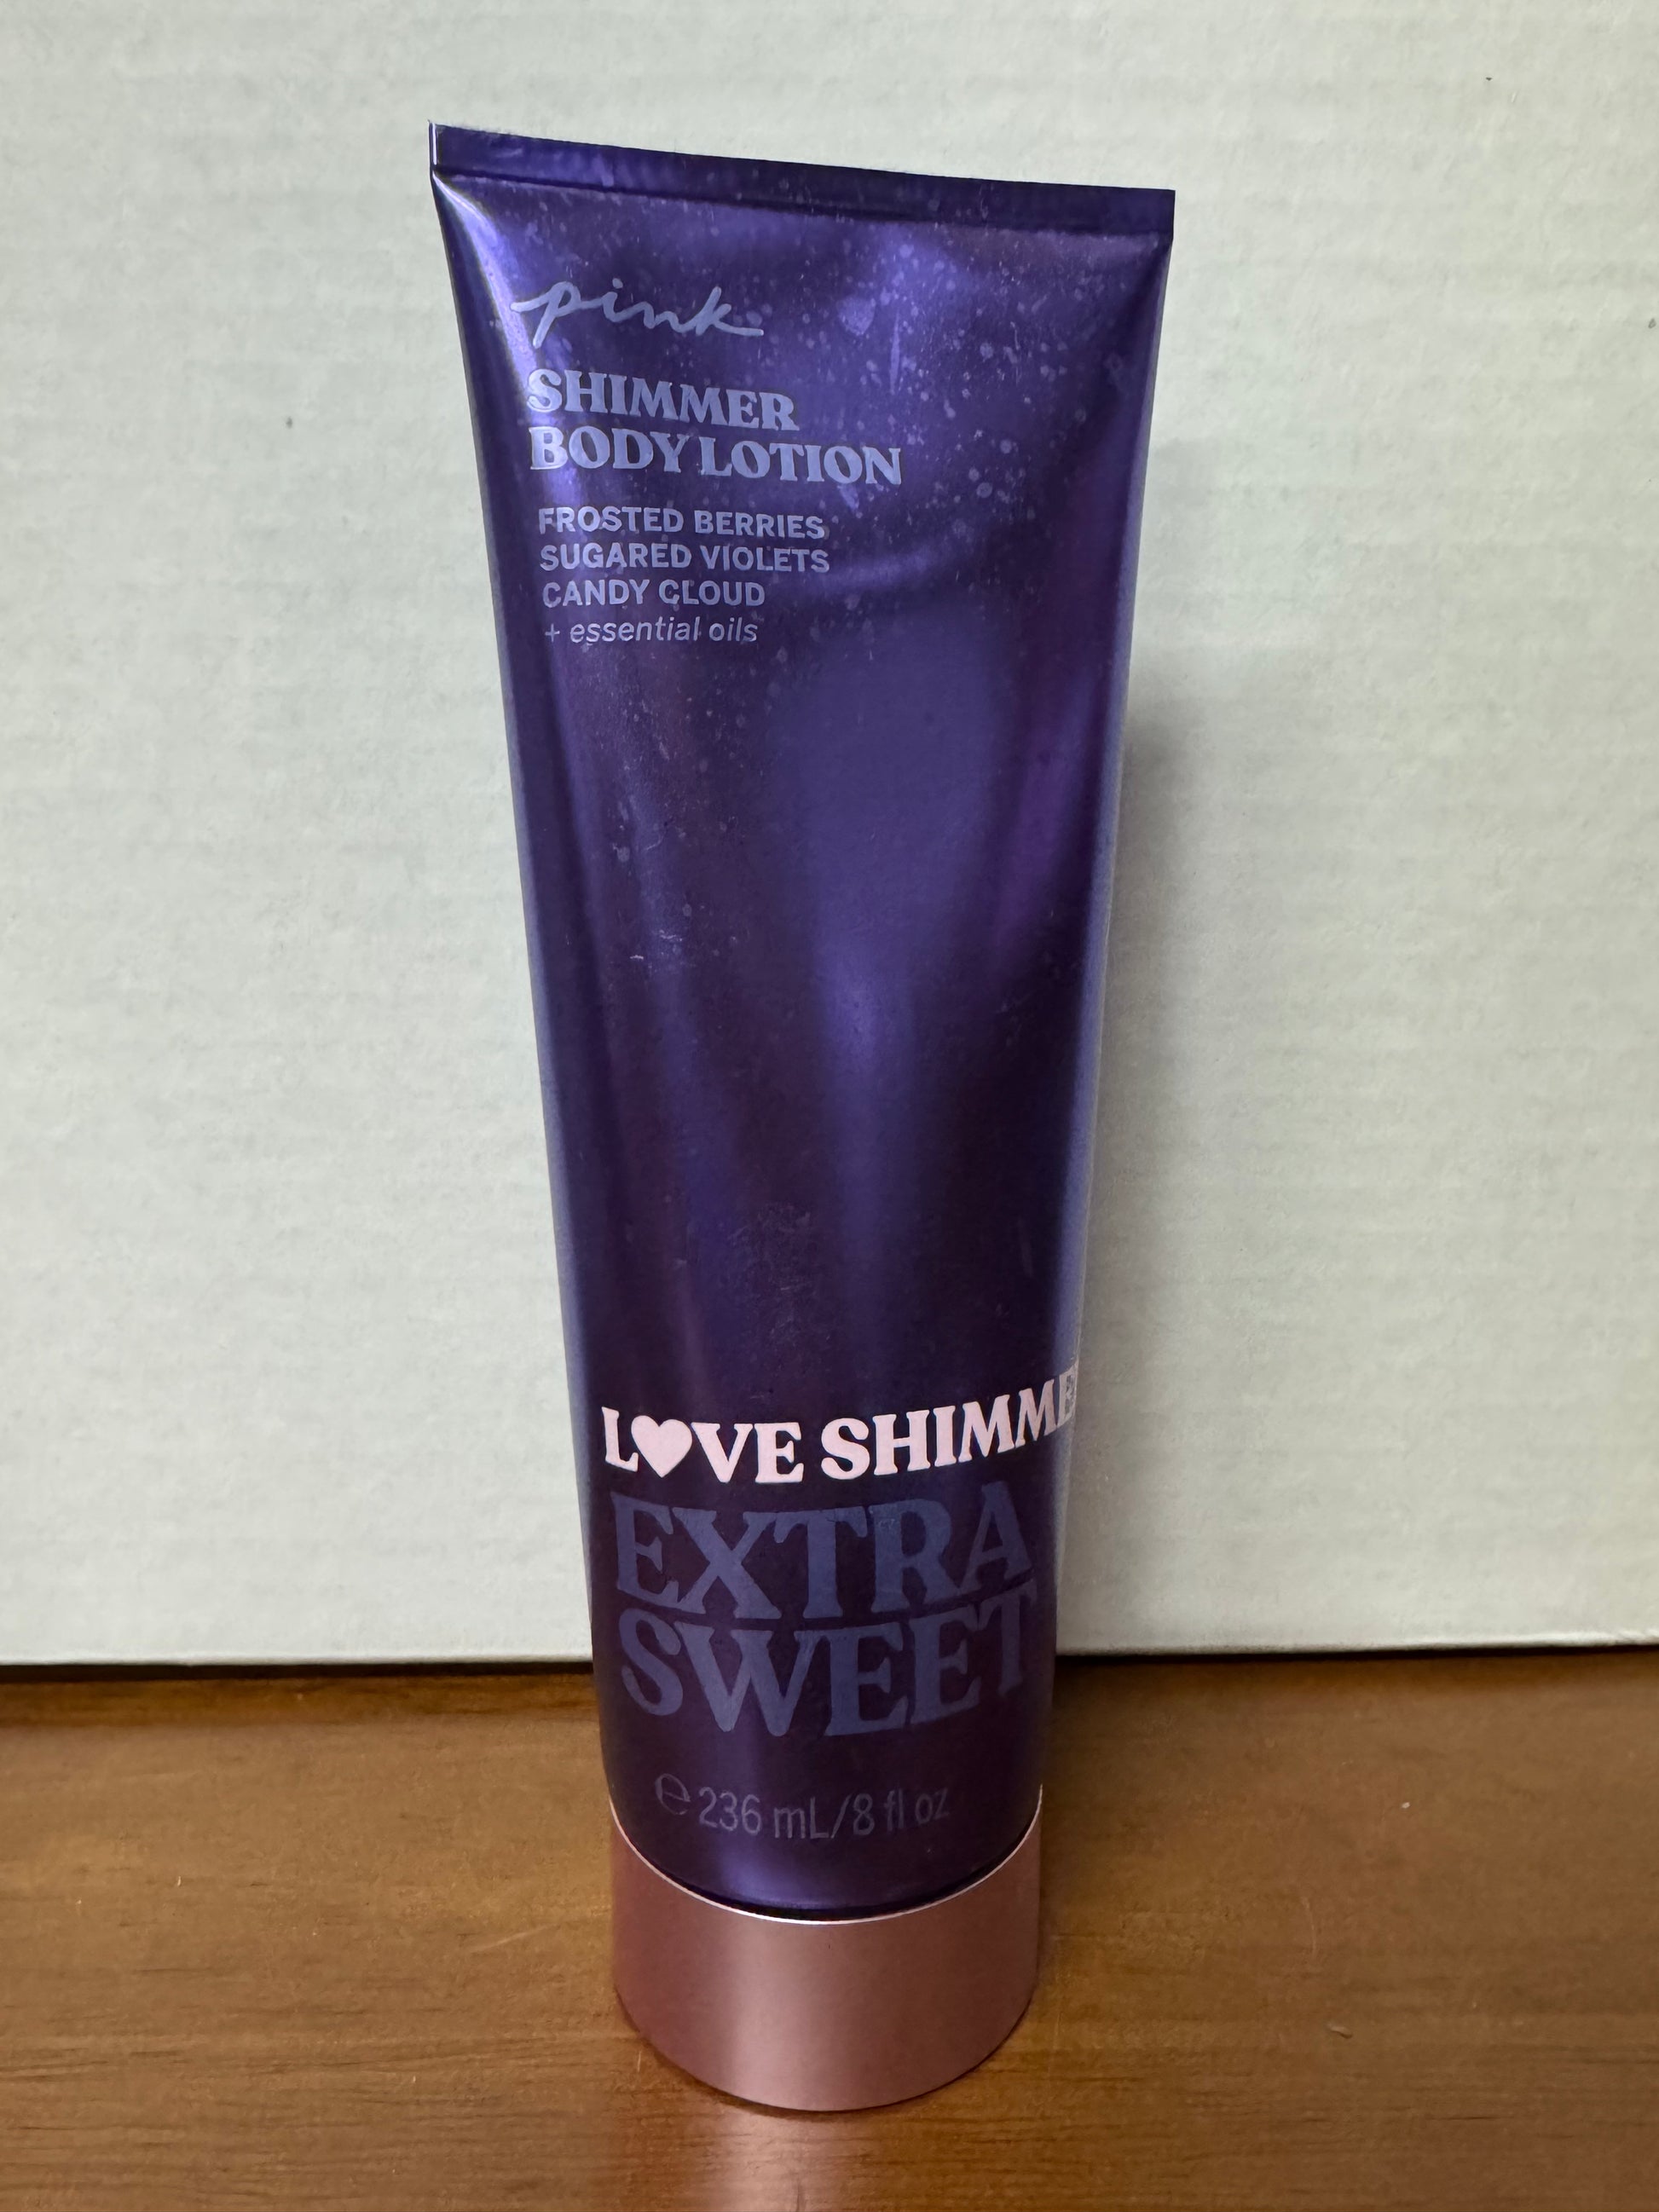 pink
SHIMMER
BODY LOTION
FROSTED BERRIES
SUGARED VIOLETS
CANDY CLOUD
+ essential oils
L♥VE SHIMME
EXTRA
SWEET
℮ 236 mL/8 fl oz